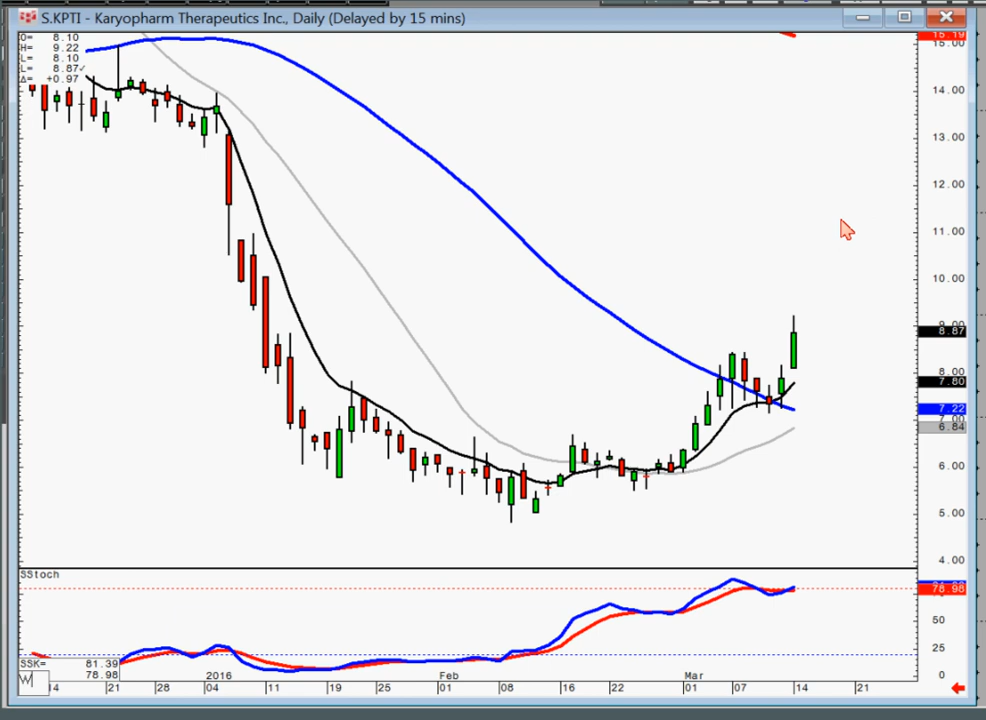 S.KPTI - Karyopharm Therapeutics Inc., Daily (Delayed by 15 mins)
O= 8.10
H= 9.22
L= 8.10
L= 8.87✓
Δ= +0.97
15.19
15.00
14.00
13.00
12.00
11.00
10.00
9.00
8.87
8.00
7.80
7.22
7.00
6.84
6.00
5.00
4.00
SStoch
78.98
50
25
0
SSK= 81.39
78.98
2016 Feb Mar
W 14 21 28 04 11 19 25 01 08 16 22 01 07 14 21